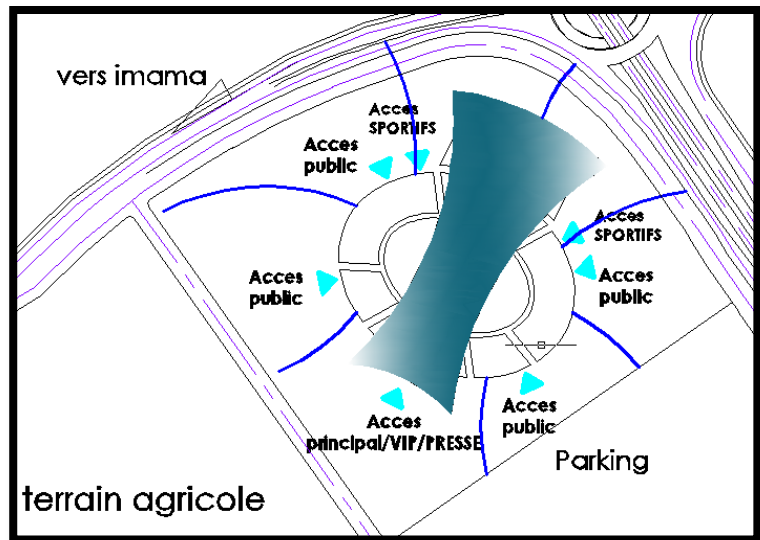 vers imama
Acces
SPORTIFS
Acces
public
Acces
SPORTIFS
Acces
public
Acces
public
Acces
principal/VIP/PRESSE
Acces
public
Parking
terrain agricole